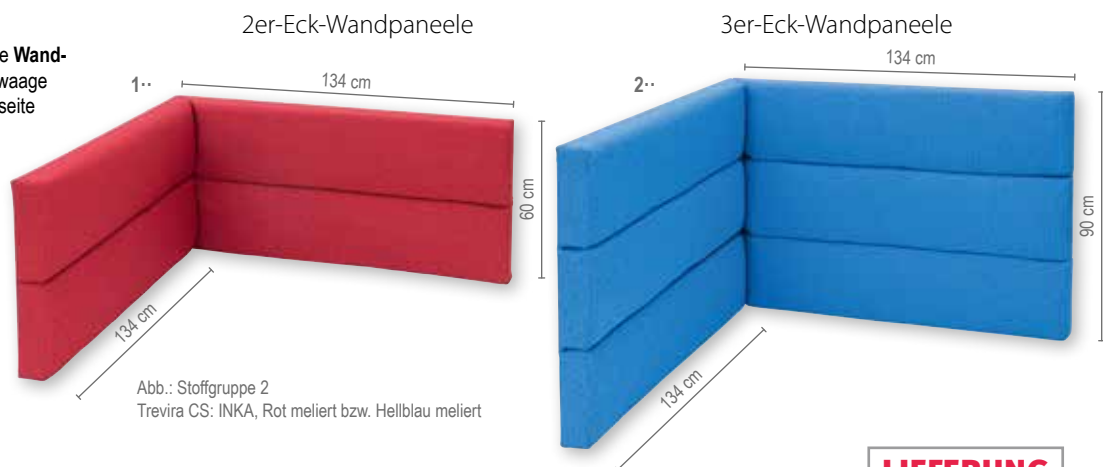 2er-Eck-Wandpaneele
3er-Eck-Wandpaneele
e Wand-
waage
seite
1··
134 cm
60 cm
134 cm
2··
134 cm
90 cm
134 cm
Abb.: Stoffgruppe 2
Trevira CS: INKA, Rot meliert bzw. Hellblau meliert
LIEFERUNG